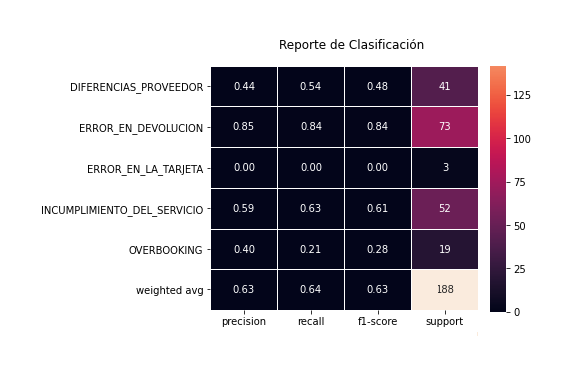 Reporte de Clasificación
DIFERENCIAS_PROVEEDOR 0.44 0.54 0.48 41
ERROR_EN_DEVOLUCION 0.85 0.84 0.84 73
ERROR_EN_LA_TARJETA 0.00 0.00 0.00 3
INCUMPLIMIENTO_DEL_SERVICIO 0.59 0.63 0.61 52
OVERBOOKING 0.40 0.21 0.28 19
weighted avg 0.63 0.64 0.63 188
precision recall f1-score support
125
100
75
50
25
0